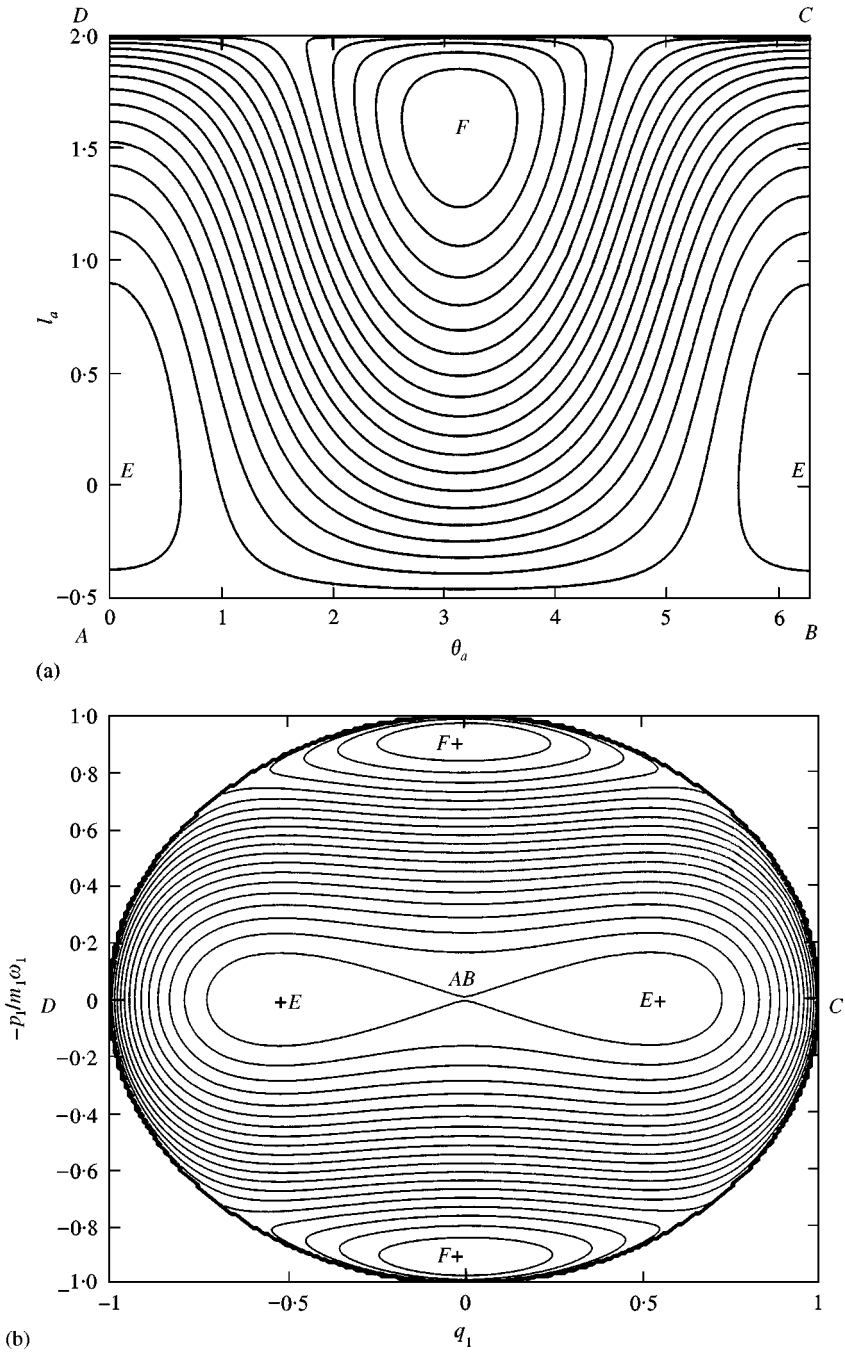 D C
2·0
1·5
1·0
0·5
0
−0·5
l_a
F
E E
0 1 2 3 4 5 6
A B
θ_a
(a)
1·0
0·8
0·6
0·4
0·2
0
−0·2
−0·4
−0·6
−0·8
−1·0
−p_1/m_1ω_1
F+
AB
D +E E+ C
F+
−1 −0·5 0 0·5 1
q_1
(b)